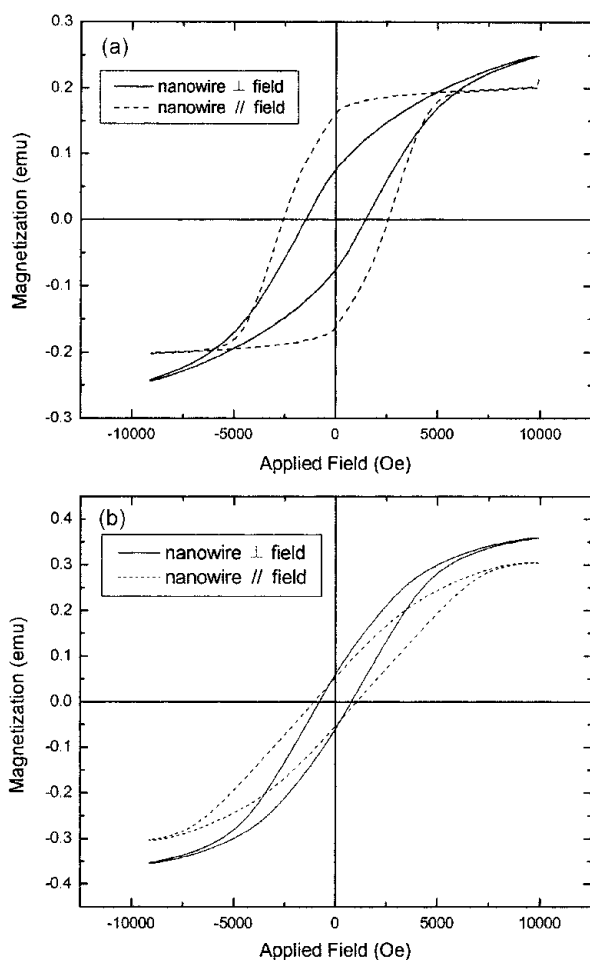 (a)
nanowire ⊥ field
nanowire // field
0.3
0.2
0.1
0.0
-0.1
-0.2
-0.3
Magnetization (emu)
-10000 -5000 0 5000 10000
Applied Field (Oe)
(b)
nanowire ⊥ field
nanowire // field
0.4
0.3
0.2
0.1
0.0
-0.1
-0.2
-0.3
-0.4
Magnetization (emu)
-10000 -5000 0 5000 10000
Applied Field (Oe)